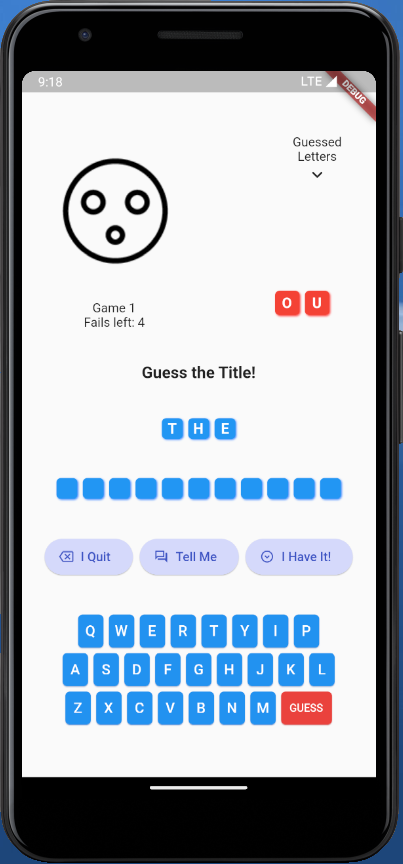 9:18
LTE
DEBUG
Guessed
Letters
Game 1
Fails left: 4
O U
Guess the Title!
T H E
I Quit
Tell Me
I Have It!
Q W E R T Y I P
A S D F G H J K L
Z X C V B N M GUESS